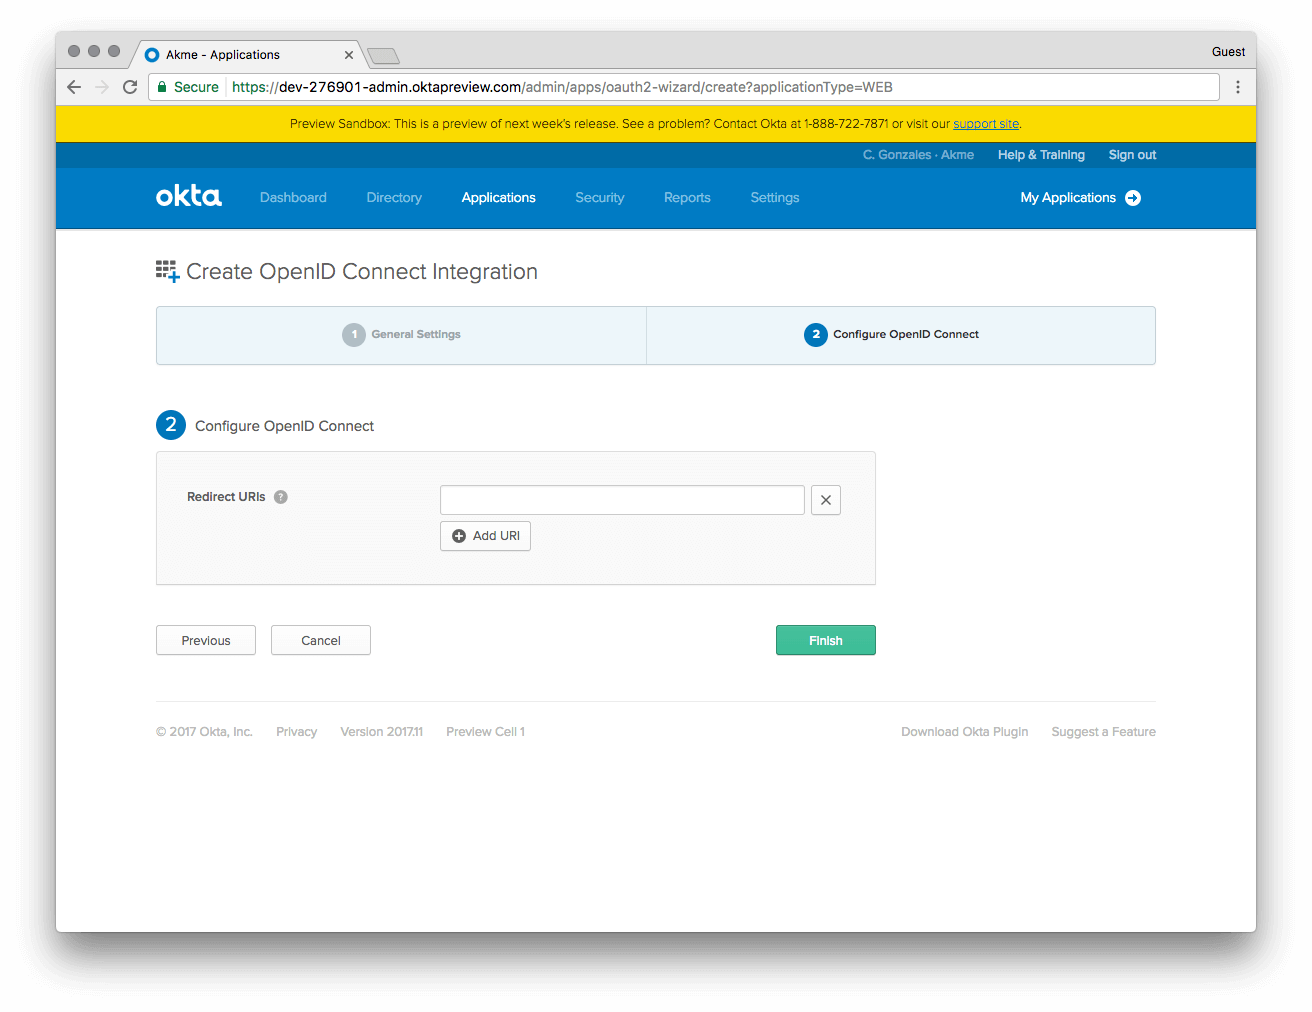 Akme - Applications
Guest
Secure https://dev-276901-admin.oktapreview.com/admin/apps/oauth2-wizard/create?applicationType=WEB
Preview Sandbox: This is a preview of next week's release. See a problem? Contact Okta at 1-888-722-7871 or visit our support site.
C. Gonzales · Akme Help & Training Sign out
okta Dashboard Directory Applications Security Reports Settings My Applications
Create OpenID Connect Integration
1 General Settings 2 Configure OpenID Connect
2 Configure OpenID Connect
Redirect URIs ?
Add URI
Previous Cancel Finish
© 2017 Okta, Inc. Privacy Version 2017.11 Preview Cell 1 Download Okta Plugin Suggest a Feature